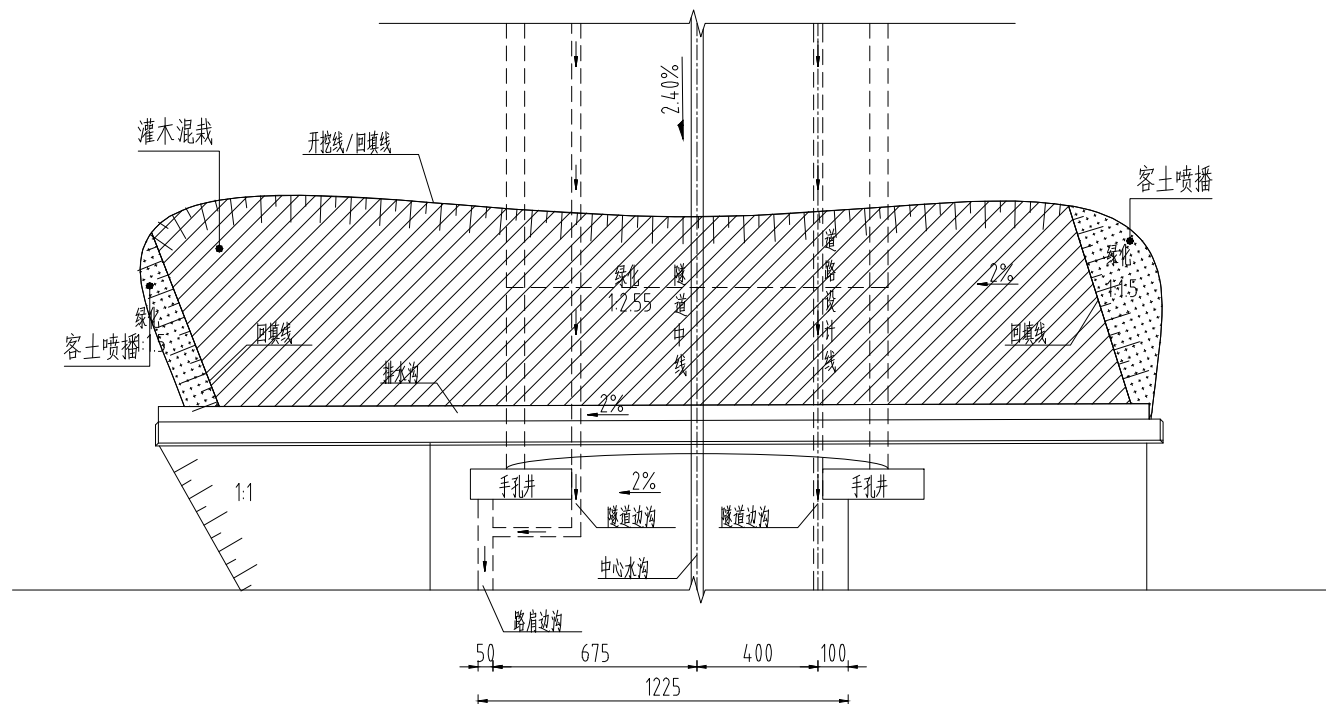 2.40%
灌木混栽
开挖线/回填线
客土喷播
道路设计线
绿化
1:2.55
隧道中线
2%
绿化
1:1.5
绿化
客土喷播
回填线
回填线
排水沟
2%
1:1
手孔井
2%
手孔井
隧道边沟
隧道边沟
中心水沟
路肩边沟
50
675
400
100
1225